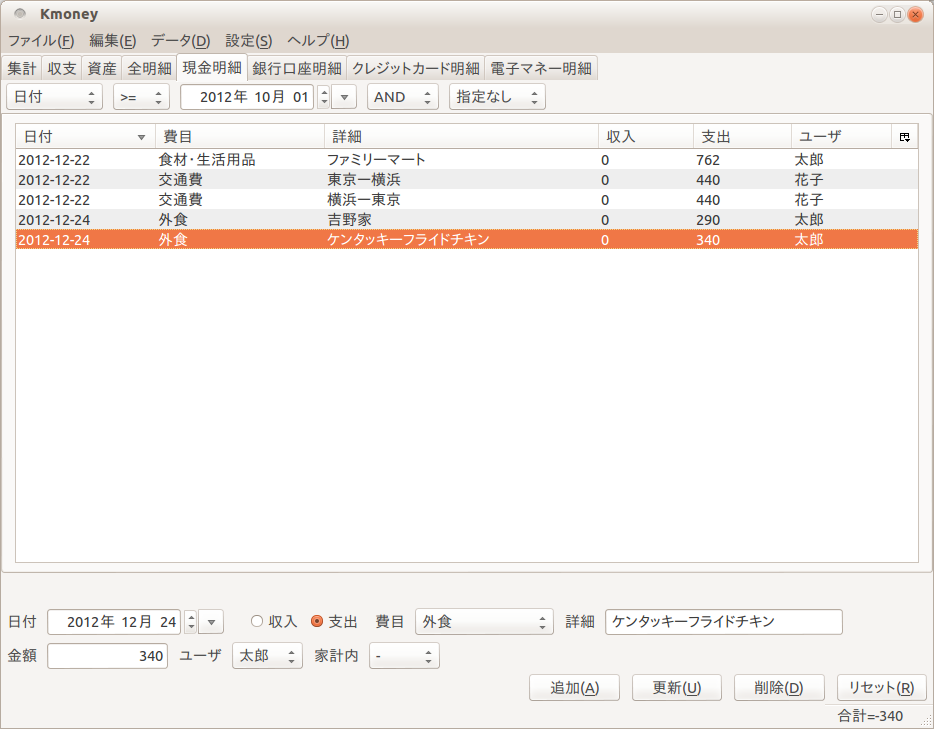 Kmoney
ファイル(F) 編集(E) データ(D) 設定(S) ヘルプ(H)
集計 収支 資産 全明細 現金明細 銀行口座明細 クレジットカード明細 電子マネー明細
日付 >= 2012年 10月 01 AND 指定なし
日付 費目 詳細 収入 支出 ユーザ
2012-12-22 食材・生活用品 ファミリーマート 0 762 太郎
2012-12-22 交通費 東京ー横浜 0 440 花子
2012-12-22 交通費 横浜ー東京 0 440 花子
2012-12-24 外食 吉野家 0 290 太郎
2012-12-24 外食 ケンタッキーフライドチキン 0 340 太郎
日付 2012年 12月 24 収入 支出 費目 外食 詳細 ケンタッキーフライドチキン
金額 340 ユーザ 太郎 家計内 -
追加(A) 更新(U) 削除(D) リセット(R)
合計=-340